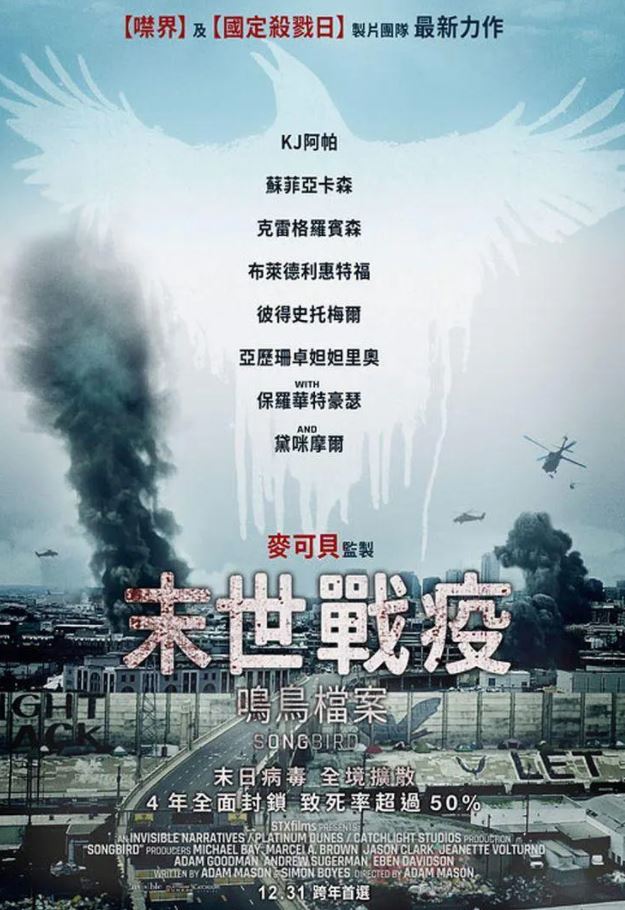 【噤界】及【國定殺戮日】製片團隊 最新力作
KJ阿帕
蘇菲亞卡森
克雷格羅賓森
布萊德利惠特福
彼得史托梅爾
亞歷珊卓妲妲里奧
WITH
保羅華特豪瑟
AND
黛咪摩爾
麥可貝監製
末世戰疫
IGHT
ACK
LET
鳴鳥檔案
SONGBIRD
末日病毒 全境擴散
4年全面封鎖 致死率超過50%
STXfilms PRESENTS
AN INVISIBLE NARRATIVES / PLATINUM DUNES / CATCHLIGHT STUDIOS PRODUCTION
"SONGBIRD" PRODUCERS MICHAEL BAY, MARCEI A. BROWN, JASON CLARK, JEANETTE VOLTURNO
ADAM GOODMAN, ANDREW SUGERMAN, EBEN DAVIDSON
WRITTEN BY ADAM MASON & SIMON BOYES DIRECTED BY ADAM MASON
12.31 跨年首選